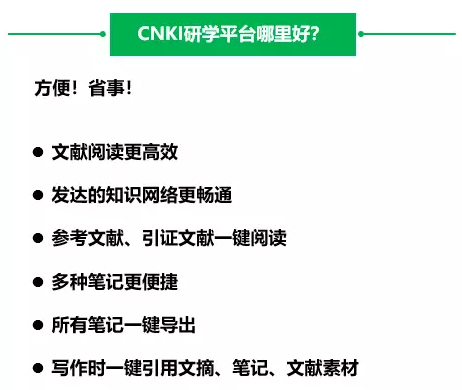 CNKI研学平台哪里好？
方便！省事！
● 文献阅读更高效
● 发达的知识网络更畅通
● 参考文献、引证文献一键阅读
● 多种笔记更便捷
● 所有笔记一键导出
● 写作时一键引用文摘、笔记、文献素材